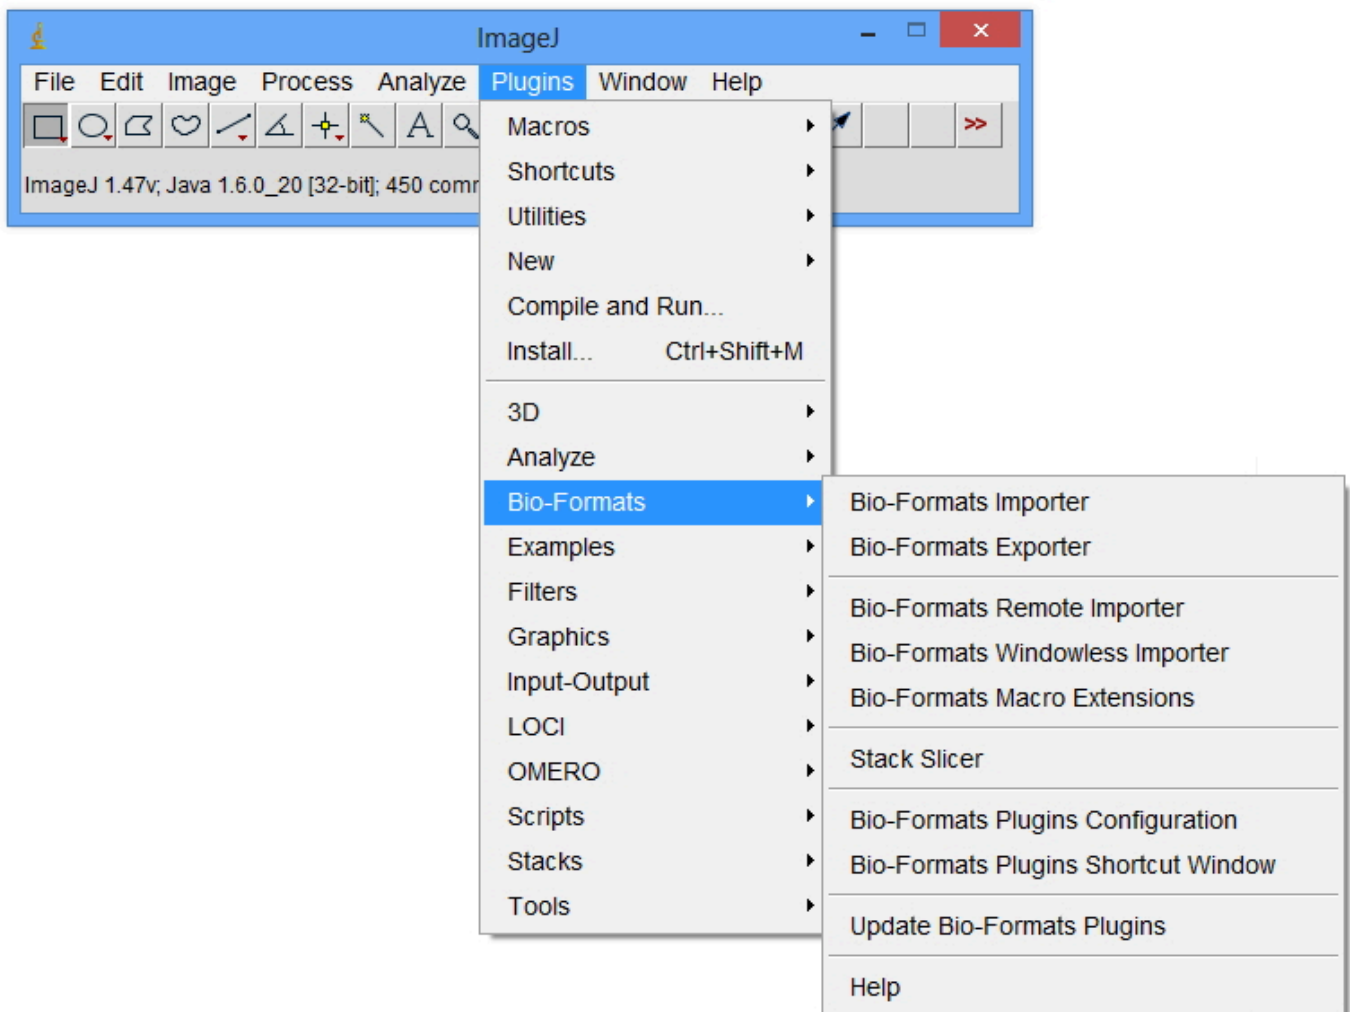 ImageJ
File Edit Image Process Analyze Plugins Window Help
A >>
ImageJ 1.47v; Java 1.6.0_20 [32-bit]; 450
Macros
Shortcuts
Utilities
New
Compile and Run...
Install... Ctrl+Shift+M
3D
Analyze
Bio-Formats
Examples
Filters
Graphics
Input-Output
LOCI
OMERO
Scripts
Stacks
Tools
Bio-Formats Importer
Bio-Formats Exporter
Bio-Formats Remote Importer
Bio-Formats Windowless Importer
Bio-Formats Macro Extensions
Stack Slicer
Bio-Formats Plugins Configuration
Bio-Formats Plugins Shortcut Window
Update Bio-Formats Plugins
Help